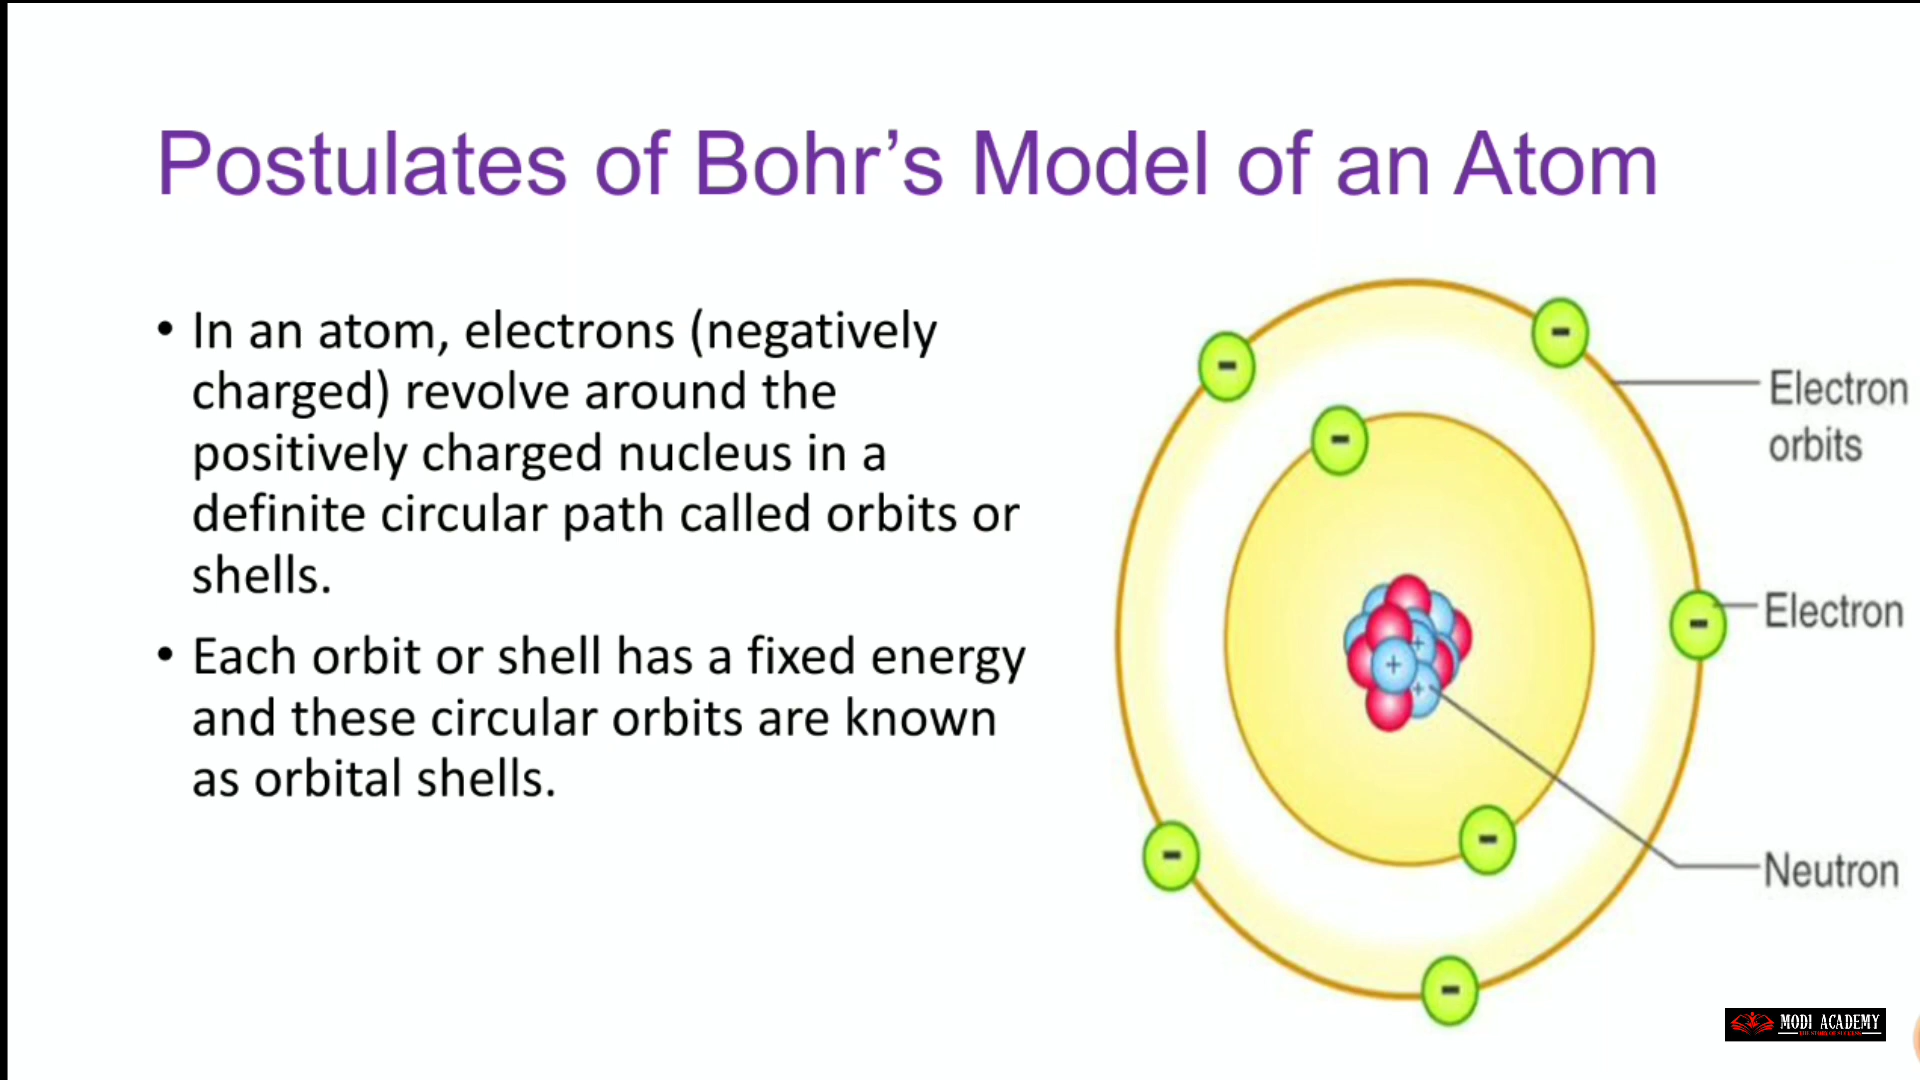 Postulates of Bohr’s Model of an Atom
• In an atom, electrons (negatively
charged) revolve around the
positively charged nucleus in a
definite circular path called orbits or
shells.
• Each orbit or shell has a fixed energy
and these circular orbits are known
as orbital shells.
-
-
-
-
-
-
-
+
+
+
Electron
orbits
Electron
Neutron
MODI ACADEMY